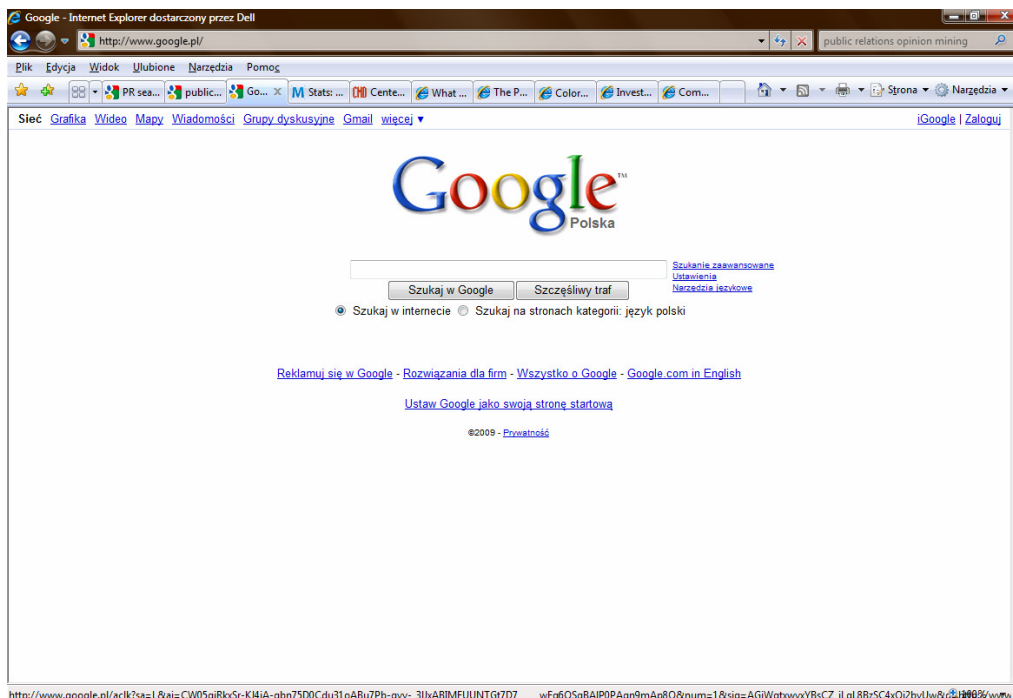 Google - Internet Explorer dostarczony przez Dell
http://www.google.pl/ public relations opinion mining
Plik Edycja Widok Ulubione Narzędzia Pomoc
PR sea... public... Go... X M Stats: ... CHD Cente... What ... The P... Color... Invest... Com... Strona Narzędzia
Sieć Grafika Wideo Mapy Wiadomości Grupy dyskusyjne Gmail więcej ▼ iGoogle | Zaloguj
Google™
Polska
Szukanie zaawansowane
Ustawienia
Narzędzia językowe
Szukaj w Google Szczęśliwy traf
Szukaj w internecie Szukaj na stronach kategorii: język polski
Reklamuj się w Google - Rozwiązania dla firm - Wszystko o Google - Google.com in English
Ustaw Google jako swoją stronę startową
©2009 - Prywatność
100%